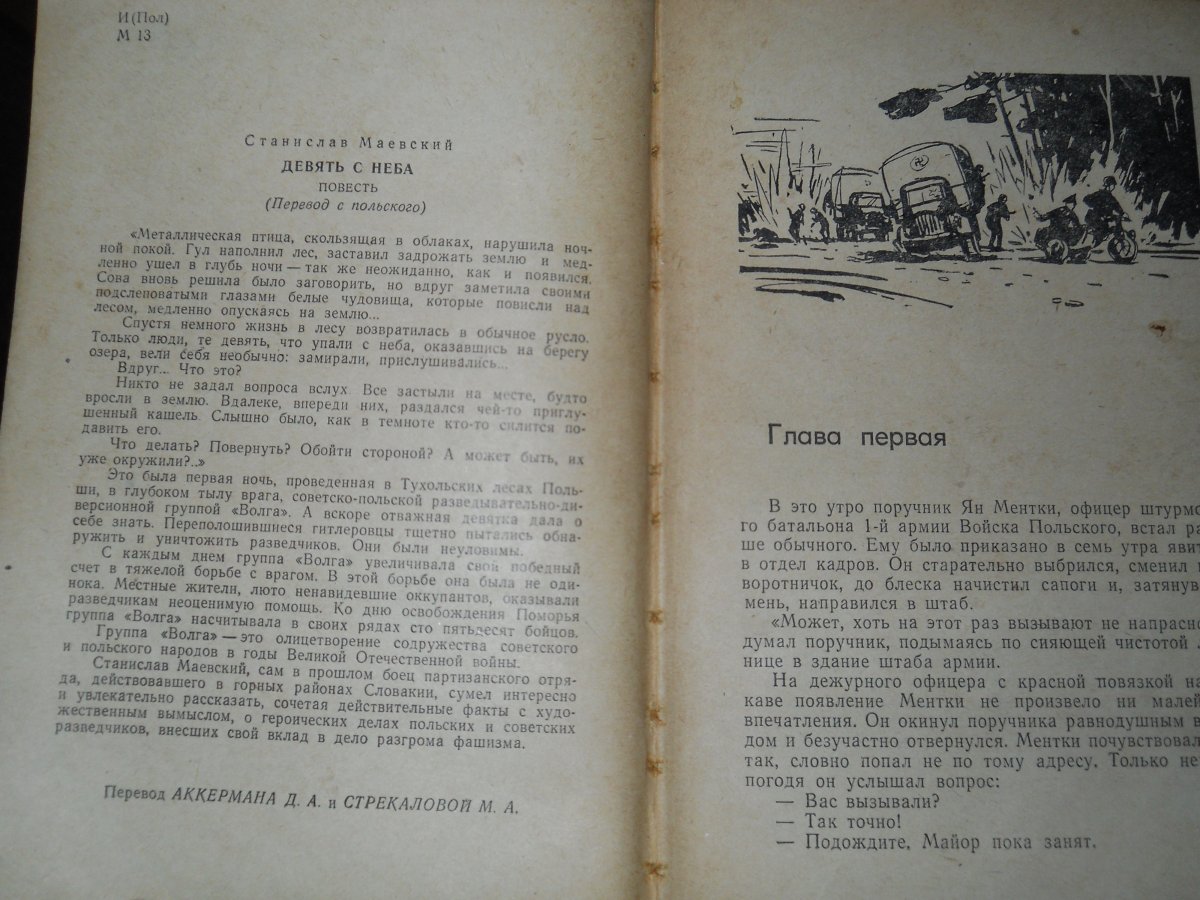 И(Пол)
М 13
Станислав Маевский
ДЕВЯТЬ С НЕБА
ПОВЕСТЬ
(Перевод с польского)
«Металлическая птица, скользящая в облаках, нарушила ноч-
ной покой. Гул наполнил лес, заставил задрожать землю и мед-
ленно ушел в глубь ночи — так же неожиданно, как и появился.
Сова вновь решила было заговорить, но вдруг заметила своими
подслеповатыми глазами белые чудовища, которые повисли над
лесом, медленно опускаясь на землю...
Спустя немного жизнь в лесу возвратилась в обычное русло.
Только люди, те девять, что упали с неба, оказавшись на берегу
озера, вели себя необычно: замирали, прислушивались...
Вдруг... Что это?
Никто не задал вопроса вслух. Все застыли на месте, будто
вросли в землю. Вдалеке, впереди них, раздался чей-то приглу-
шенный кашель. Слышно было, как в темноте кто-то силится по-
давить его.
Что делать? Повернуть? Обойти стороной? А может быть, их
уже окружили?..»
Это была первая ночь, проведенная в Тухольских лесах Поль-
ши, в глубоком тылу врага, советско-польской разведывательно-ди-
версионной группой «Волга». А вскоре отважная девятка дала о
себе знать. Переполошившиеся гитлеровцы тщетно пытались обна-
ружить и уничтожить разведчиков. Они были неуловимы.
С каждым днем группа «Волга» увеличивала свой победный
счет в тяжелой борьбе с врагом. В этой борьбе она была не оди-
нока. Местные жители, люто ненавидевшие оккупантов, оказывали
разведчикам неоценимую помощь. Ко дню освобождения Поморья
группа «Волга» насчитывала в своих рядах сто пятьдесят бойцов.
Группа «Волга» — это олицетворение содружества советского
и польского народов в годы Великой Отечественной войны.
Станислав Маевский, сам в прошлом боец партизанского отря-
да, действовавшего в горных районах Словакии, сумел интересно
и увлекательно рассказать, сочетая действительные факты с худо-
жественным вымыслом, о героических делах польских и советских
разведчиков, внесших свой вклад в дело разгрома фашизма.
Перевод АККЕРМАНА Д. А. и СТРЕКАЛОВОЙ М. А.
Глава первая
В это утро поручник Ян Ментки, офицер штурмо
го батальона 1-й армии Войска Польского, встал ра
ше обычного. Ему было приказано в семь утра явит
в отдел кадров. Он старательно выбрился, сменил
воротничок, до блеска начистил сапоги и, затянув
мень, направился в штаб.
«Может, хоть на этот раз вызывают не напрасно
думал поручник, подымаясь по сияющей чистотой
нице в здание штаба армии.
На дежурного офицера с красной повязкой на
каве появление Ментки не произвело ни малей
впечатления. Он окинул поручника равнодушным в
дом и безучастно отвернулся. Ментки почувствовал
так, словно попал не по тому адресу. Только не
погодя он услышал вопрос:
— Вас вызывали?
— Так точно!
— Подождите. Майор пока занят.